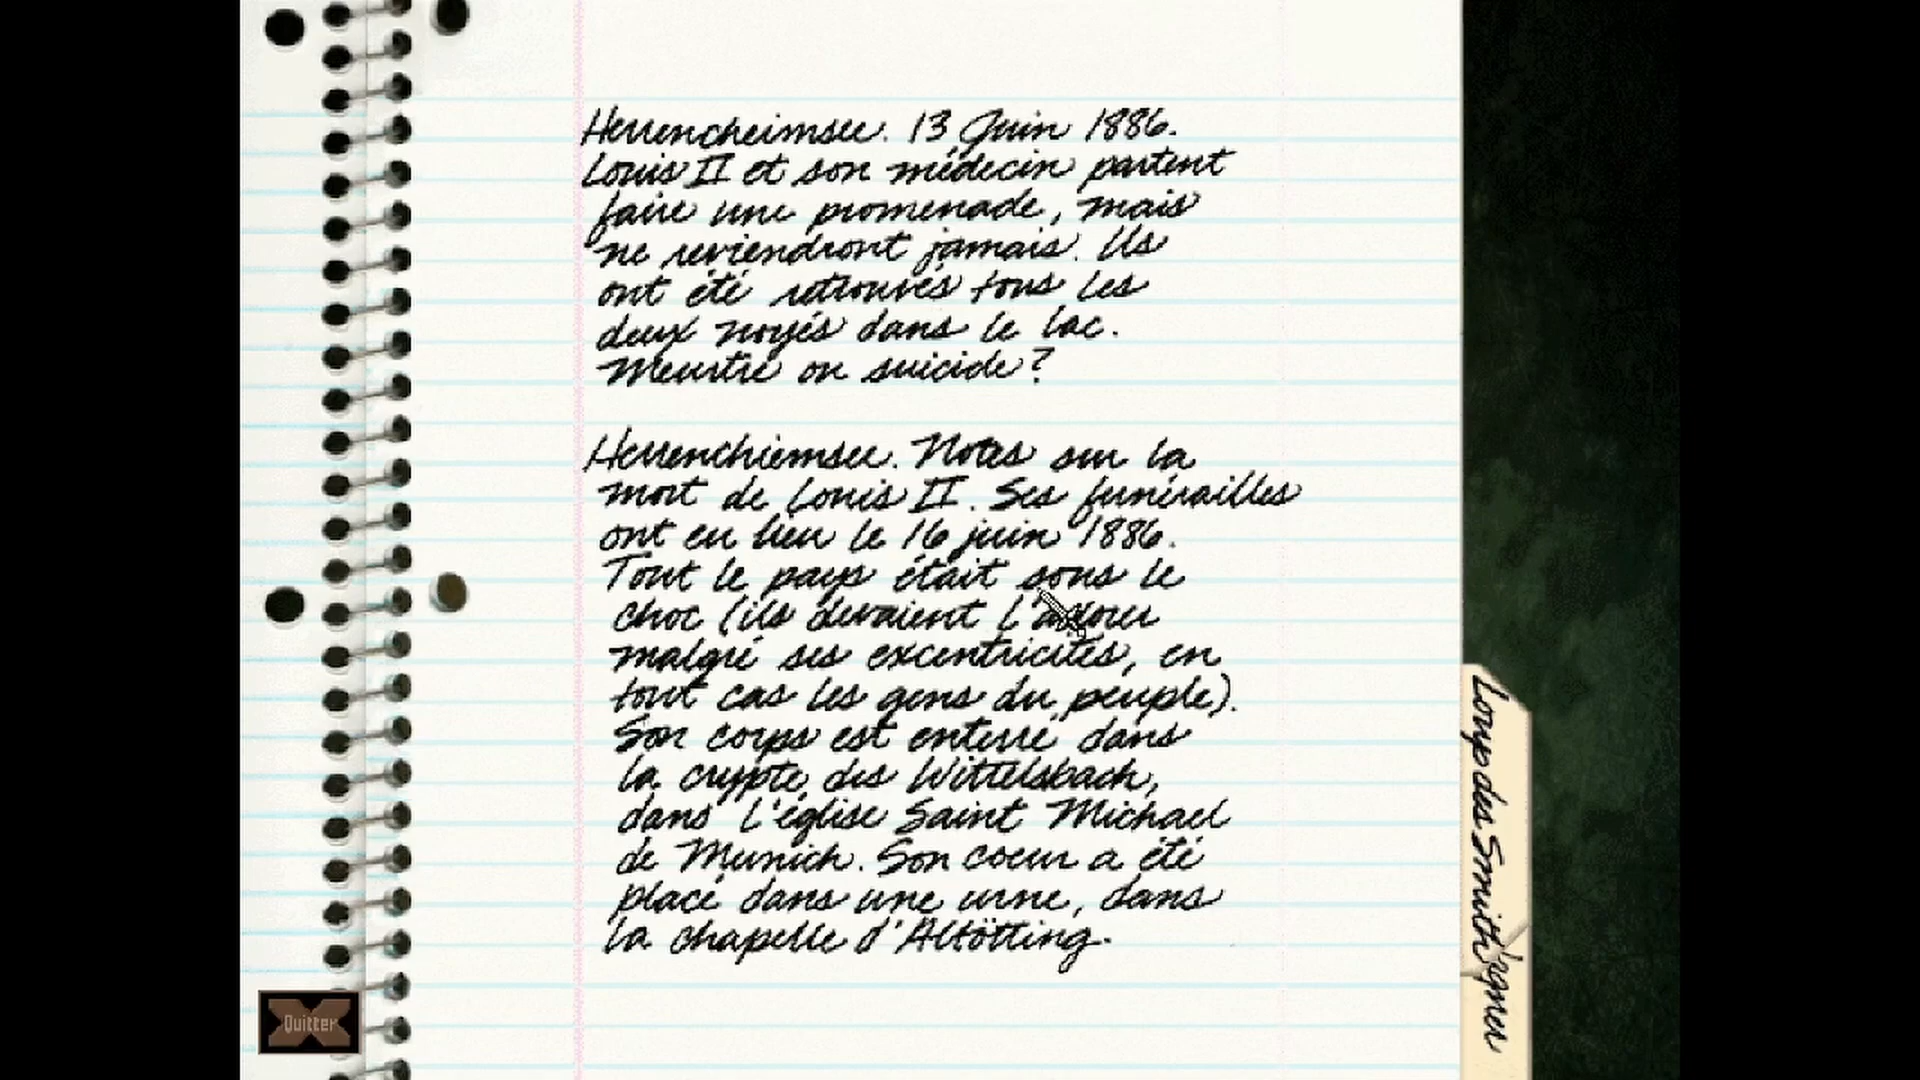 Herrencheimsee. 13 Juin 1886.
Louis II et son médecin partent
faire une promenade, mais
ne reviendront jamais. Ils
ont été retrouvés tous les
deux noyés dans le lac.
Meurtre ou suicide?
Herrenchiemsee. Notes sur la
mort de Louis II. Ses funérailles
ont eu lieu le 16 juin 1886.
Tout le pays était sous le
choc (ils devaient l'adorer
malgré ses excentricités, en
tout cas les gens du peuple).
Son corps est enterré dans
la crypte des Wittelsbach,
dans l'église Saint Michael
de Munich. Son coeur a été
placé dans une urne, dans
la chapelle d'Altötting.
Loups des Smith
Quitter